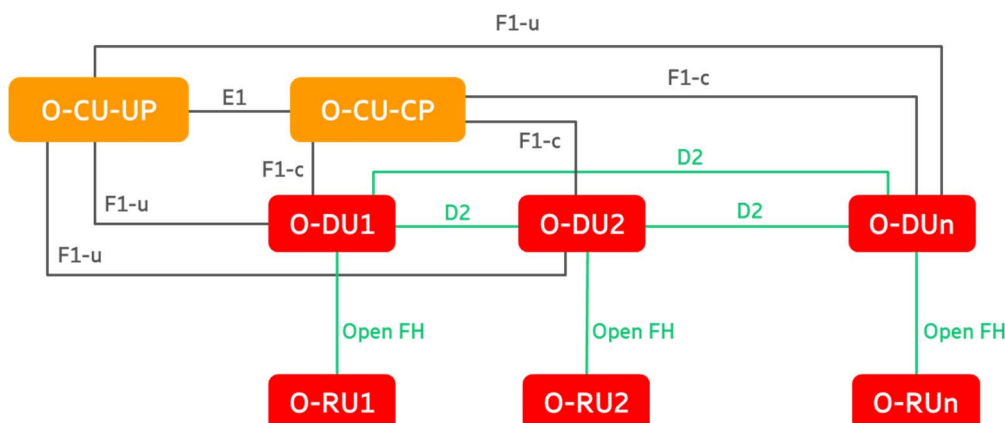 F1-u
F1-c
O-CU-UP
E1
O-CU-CP
F1-c
D2
F1-c
F1-u
O-DU1
D2
O-DU2
D2
O-DUn
F1-u
Open FH
Open FH
Open FH
O-RU1
O-RU2
O-RUn